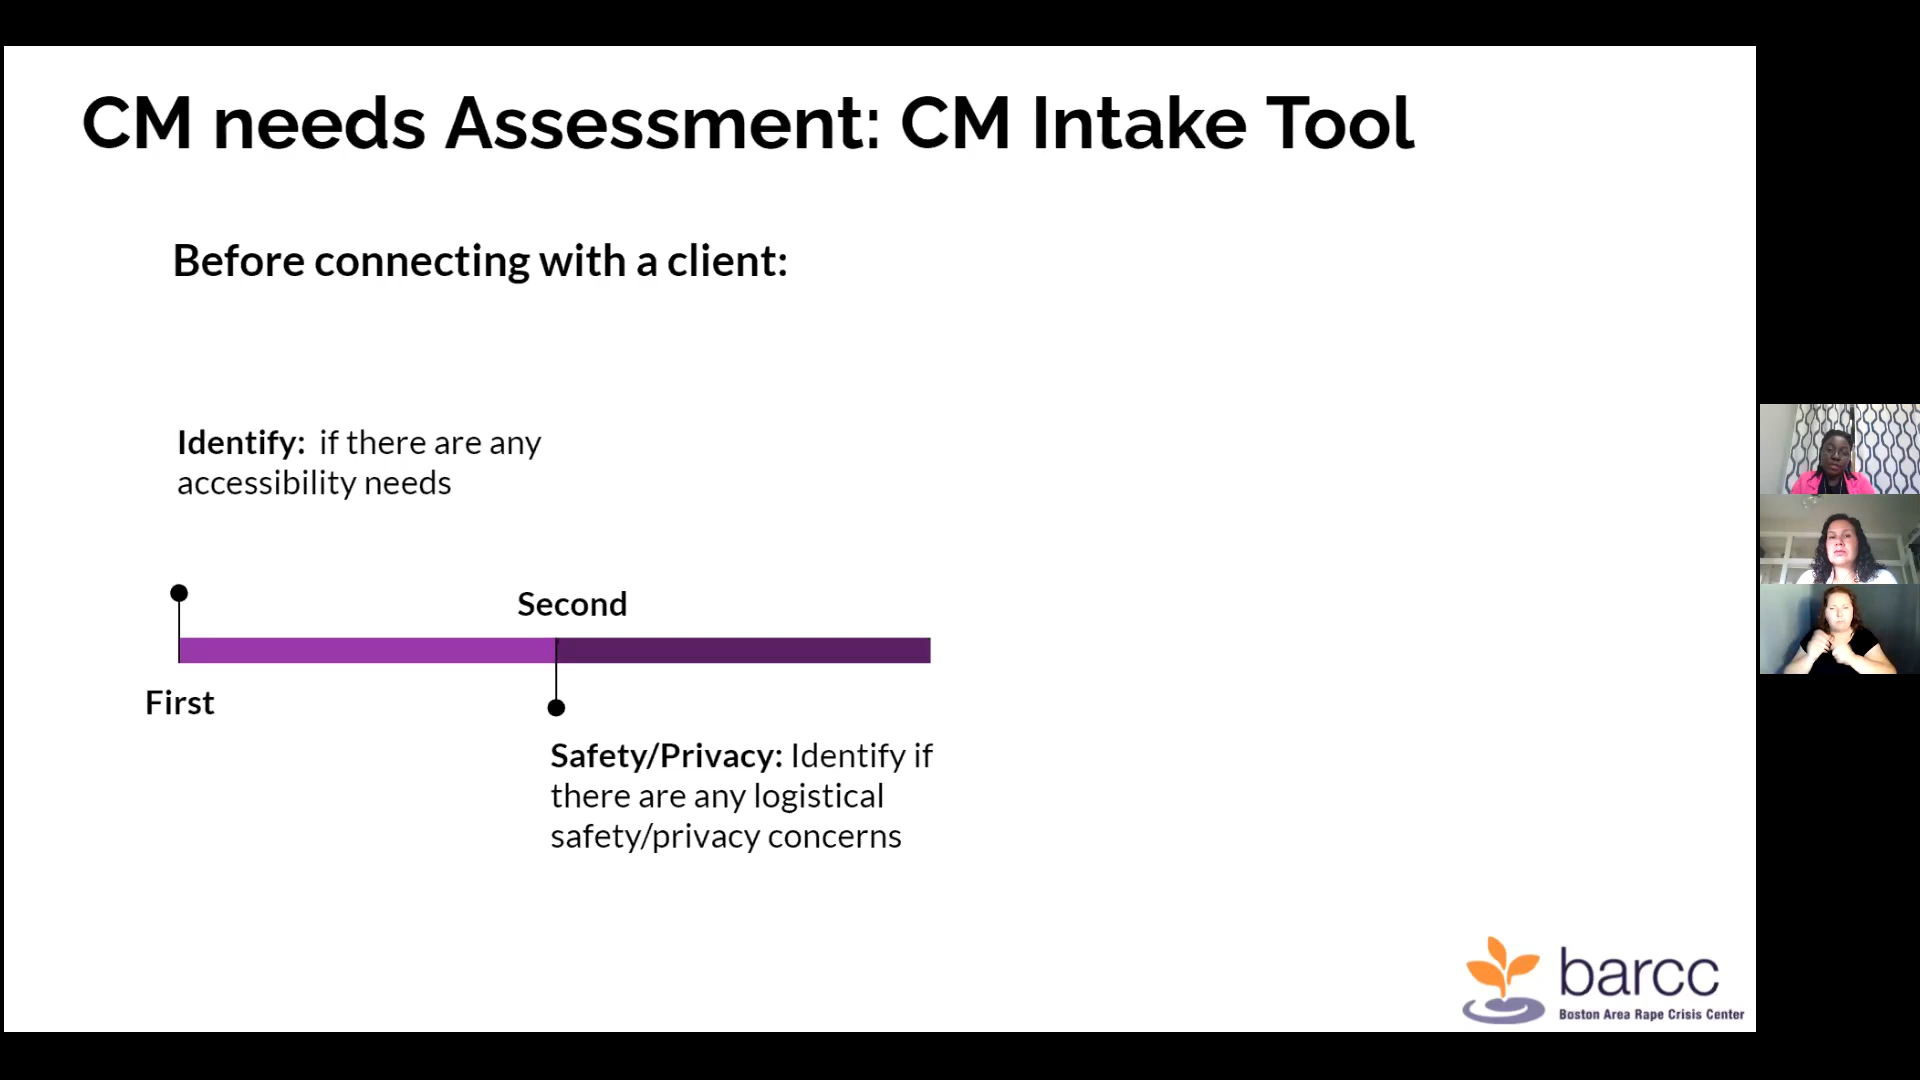 CM needs Assessment: CM Intake Tool
Before connecting with a client:
Identify: if there are any
accessibility needs
Second
First
Safety/Privacy: Identify if
there are any logistical
safety/privacy concerns
barcc
Boston Area Rape Crisis Center